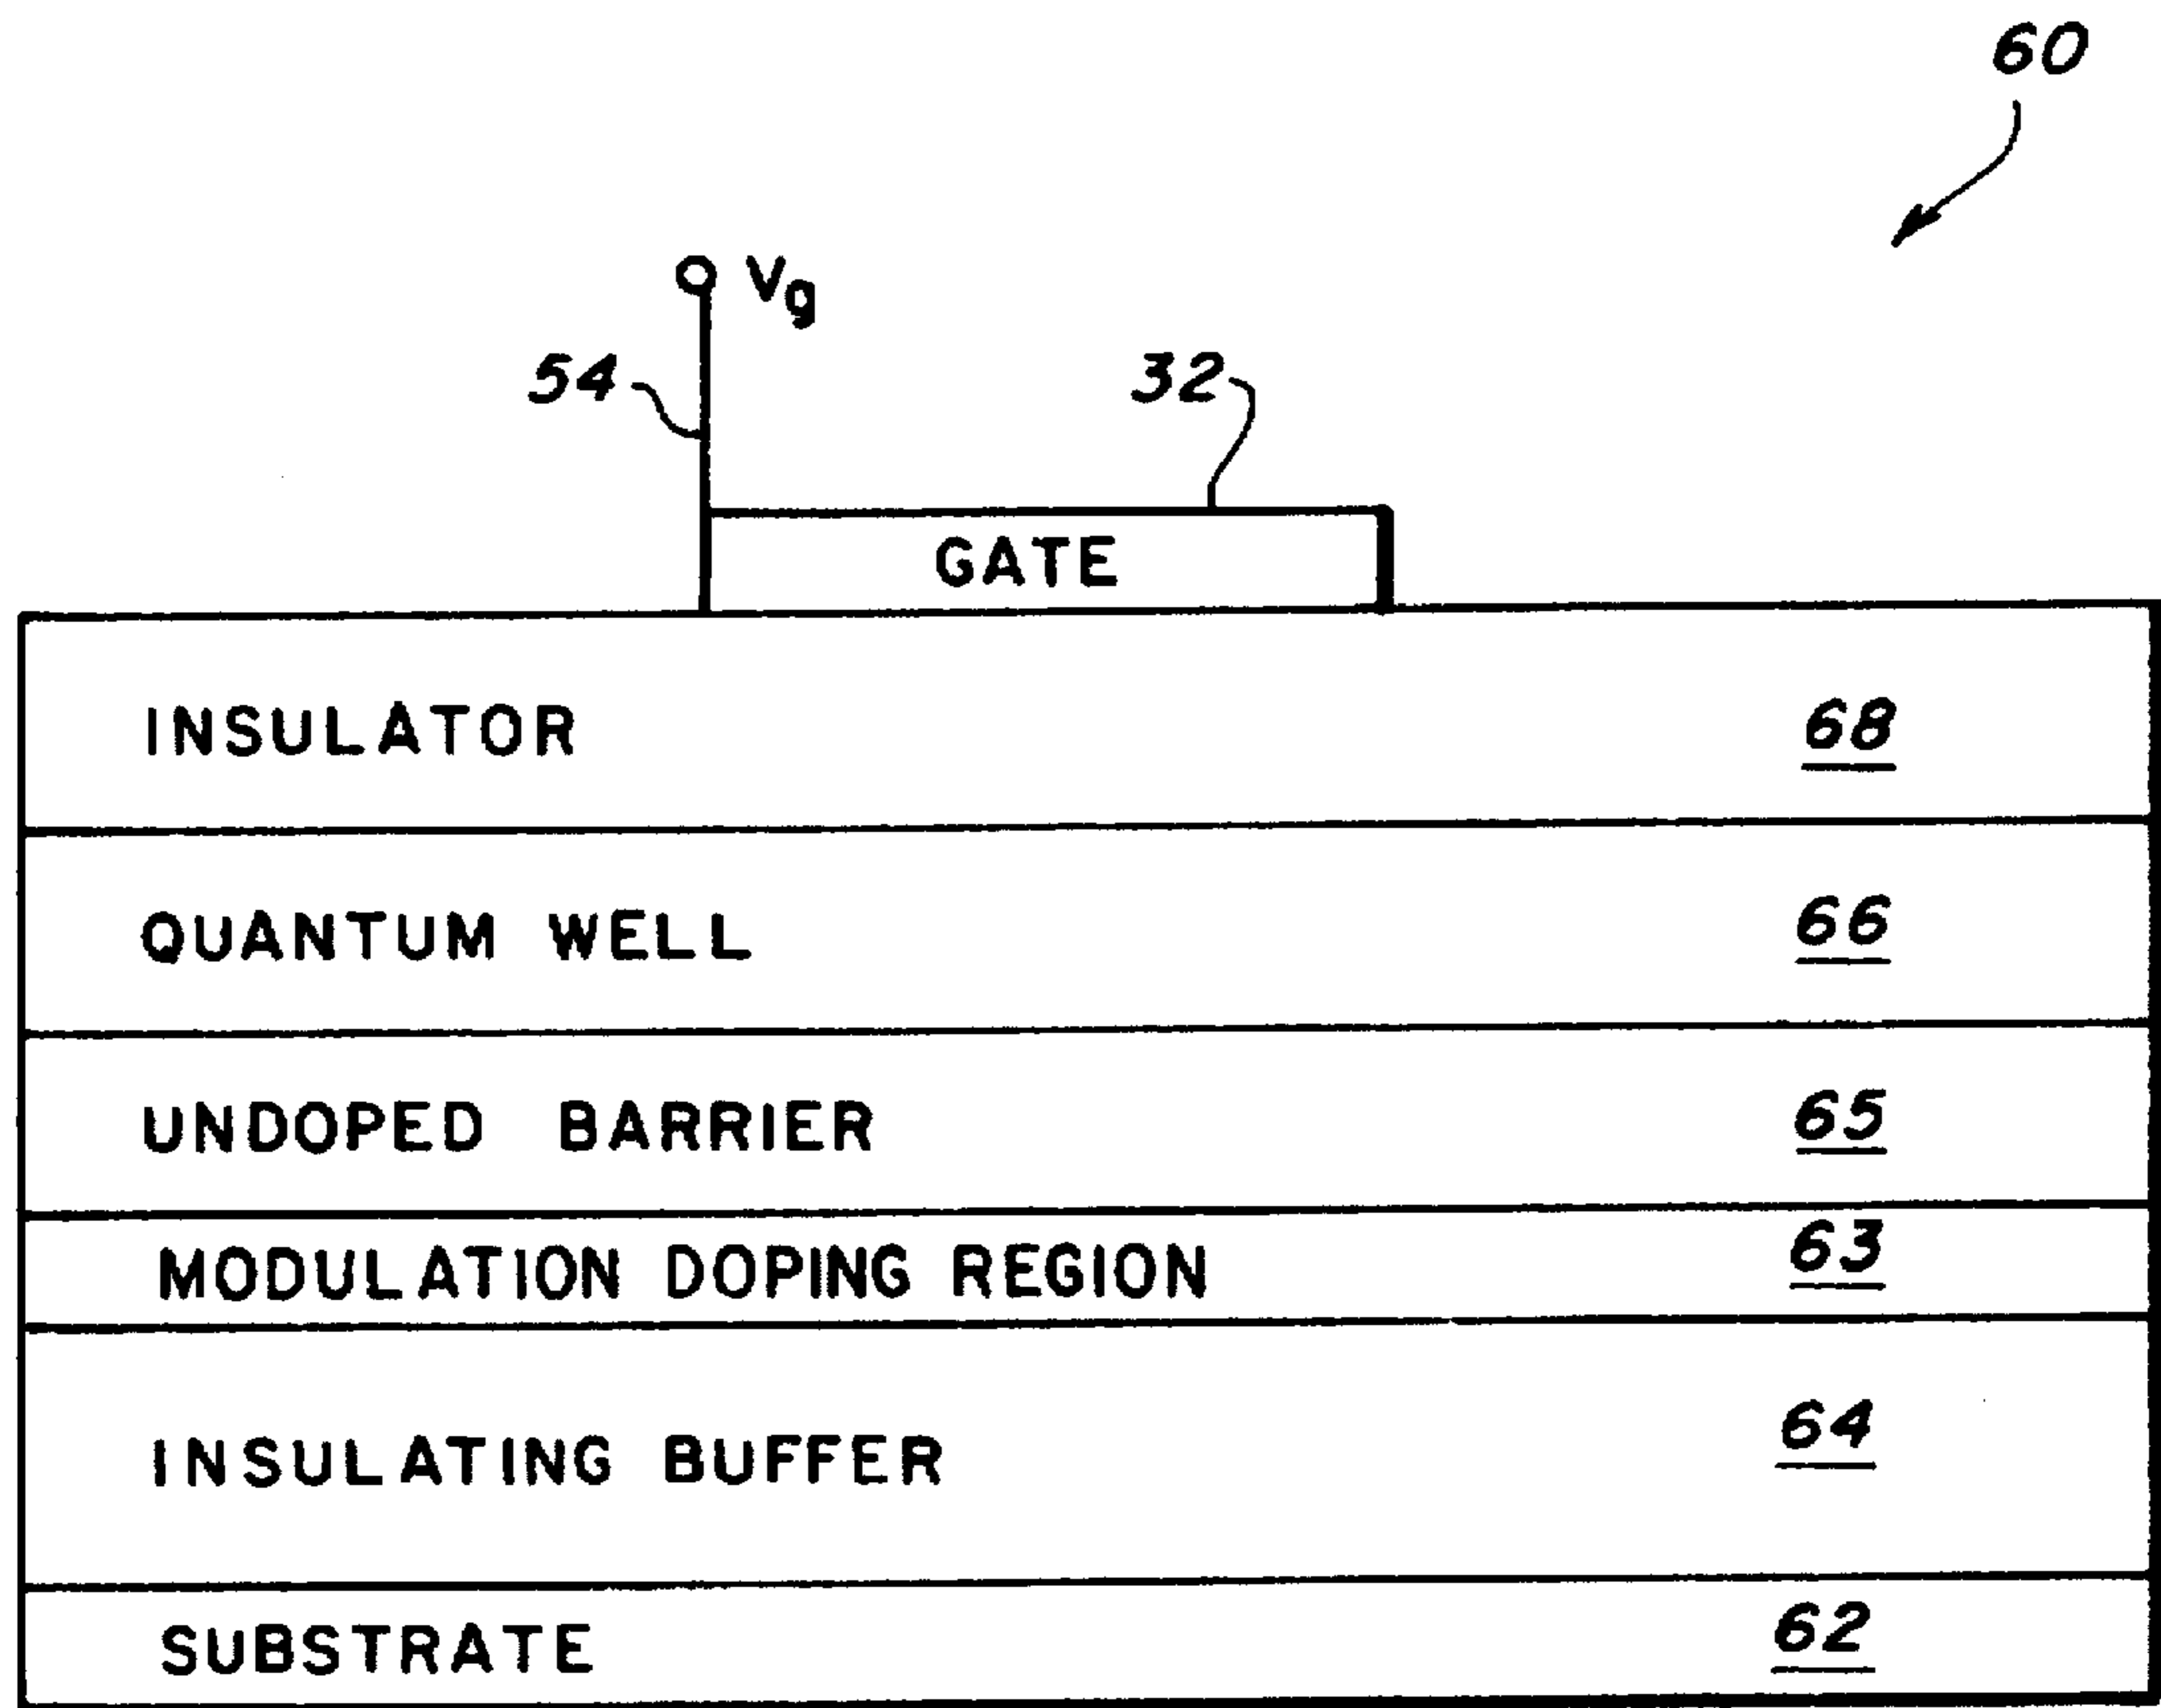 60
Vg
54
32
GATE
INSULATOR 68
QUANTUM WELL 66
UNDOPED BARRIER 65
MODULATION DOPING REGION 63
INSULATING BUFFER 64
SUBSTRATE 62